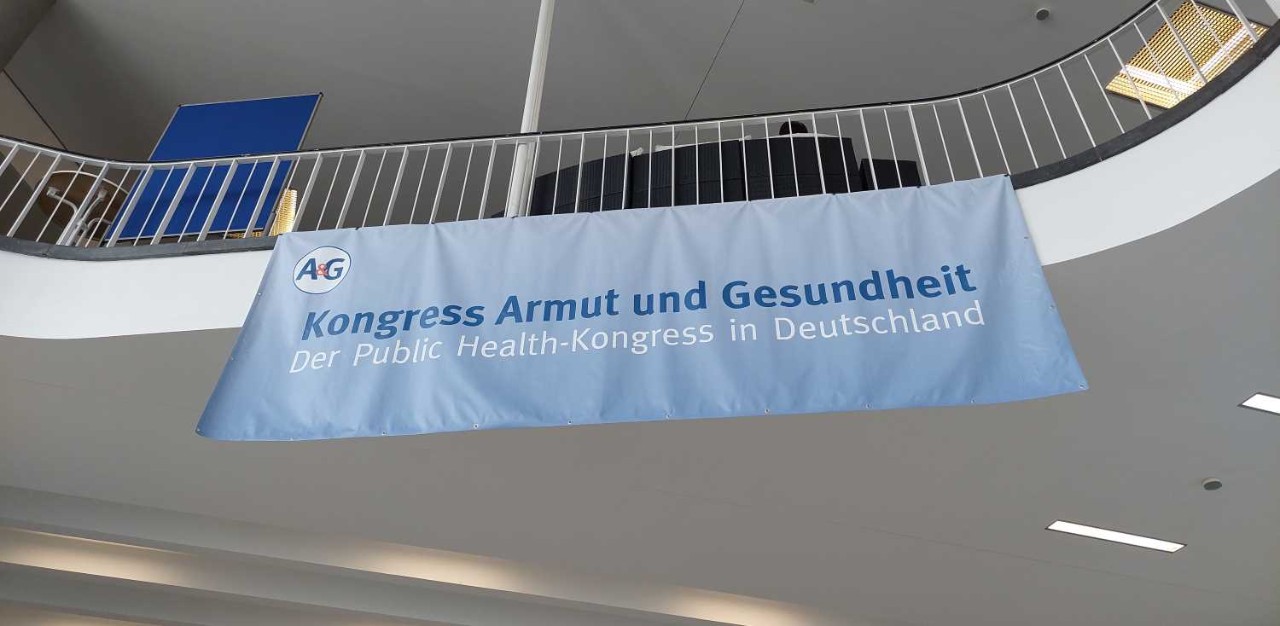 A&G
Kongress Armut und Gesundheit
Der Public Health-Kongress in Deutschland